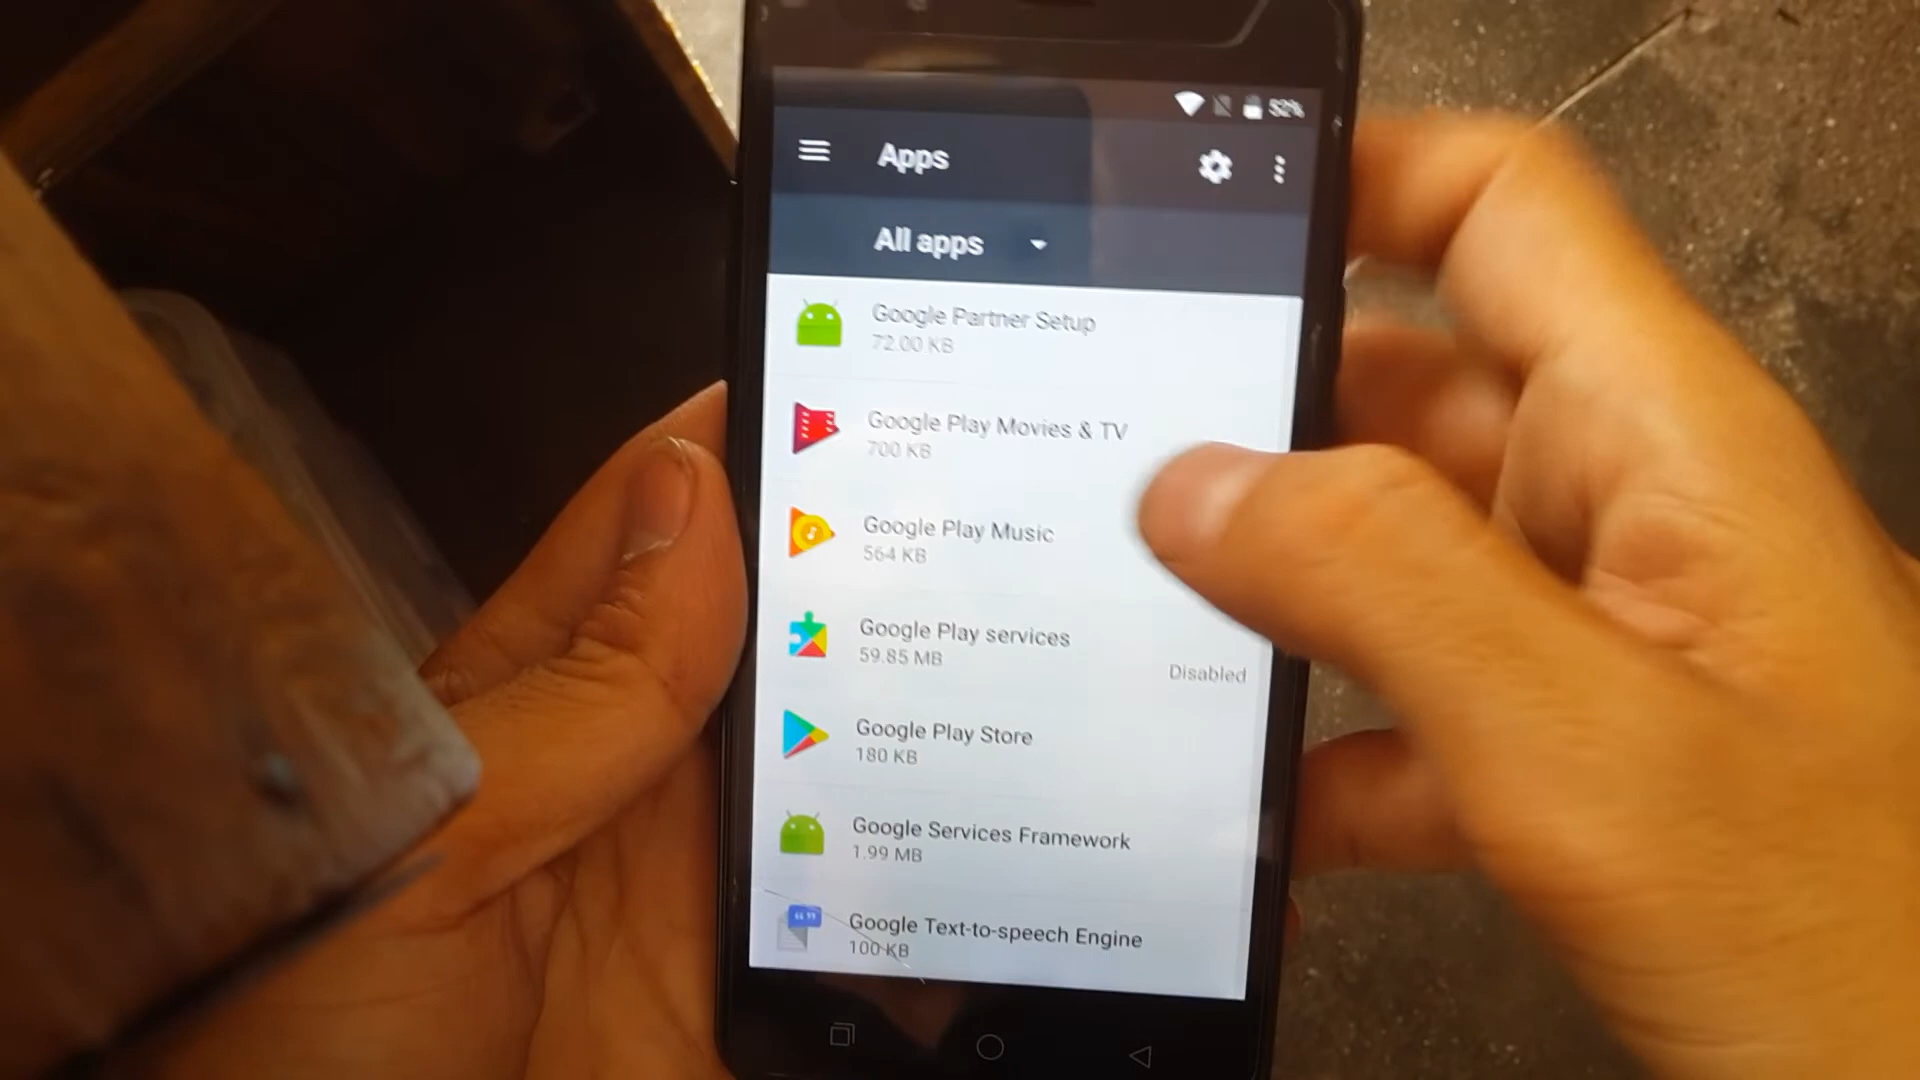 52%
Apps
All apps
Google Partner Setup
72.00 KB
Google Play Movies & TV
700 KB
Google Play Music
564 KB
Google Play services
59.85 MB
Disabled
Google Play Store
180 KB
Google Services Framework
1.99 MB
Google Text-to-speech Engine
100 KB